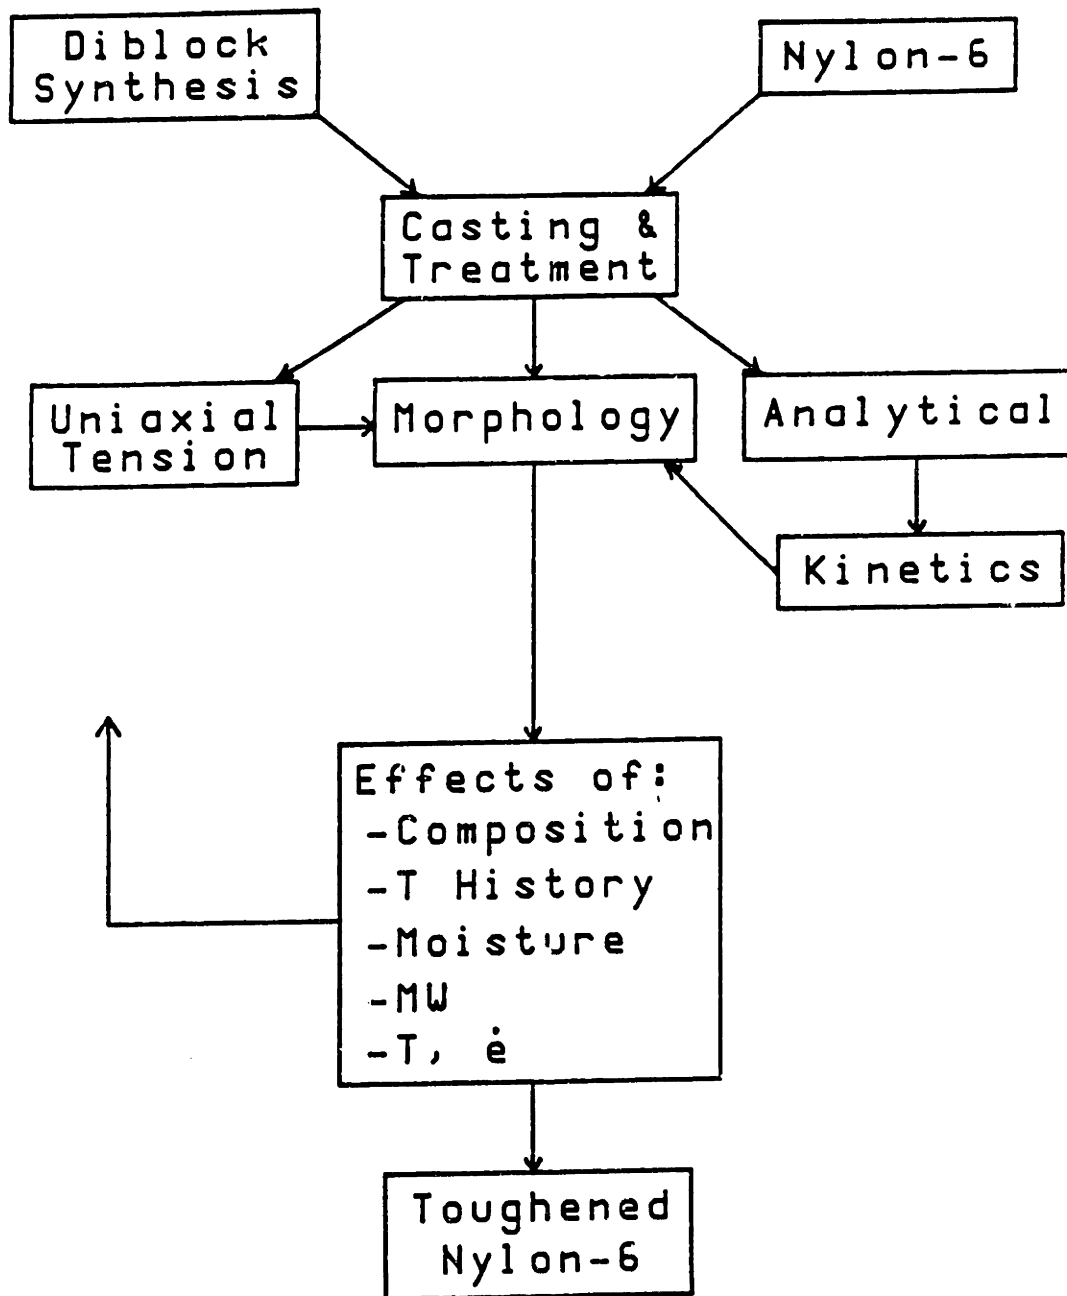 Diblock
Synthesis
Nylon-6
Casting &
Treatment
Uniaxial
Tension
Morphology
Analytical
Kinetics
Effects of:
-Composition
-T History
-Moisture
-MW
-T, ė
Toughened
Nylon-6